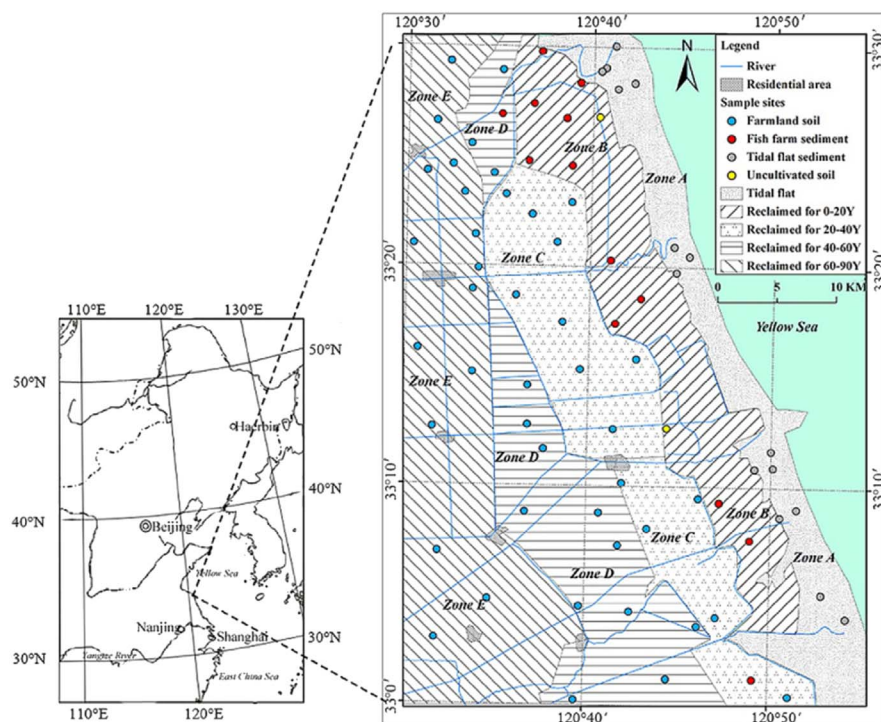 120°30′ 120°40′ 120°50′
33°30′
33°30′
N
Legend
River
Residential area
Sample sites
Farmland soil
Fish farm sediment
Tidal flat sediment
Uncultivated soil
Tidal flat
Reclaimed for 0-20Y
Reclaimed for 20-40Y
Reclaimed for 40-60Y
Reclaimed for 60-90Y
0 5 10 KM
Zone E
Zone D
Zone B
Zone A
Zone C
33°20′
33°20′
Yellow Sea
Zone E
Zone D
33°10′
33°10′
Zone B
Zone C
Zone A
Zone D
Zone E
33°0′
33°0′
120°40′ 120°50′
110°E 120°E 130°E
50°N
50°N
Haerbin
40°N
40°N
Beijing
Yellow Sea
Nanjing
Shanghai
30°N
30°N
Yangtze River
East China Sea
110°E 120°E